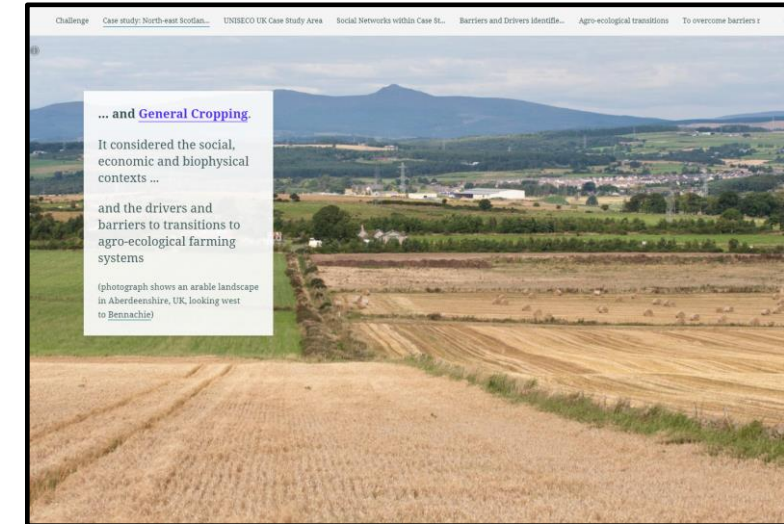 Challenge
Case study: North-east Scotlan...
UNISECO UK Case Study Area
Social Networks within Case St...
Barriers and Drivers identifie...
Agro-ecological transitions
To overcome barriers
... and General Cropping.
It considered the social,
economic and biophysical
contexts ...
and the drivers and
barriers to transitions to
agro-ecological farming
systems
(photograph shows an arable landscape
in Aberdeenshire, UK, looking west
to Bennachie)